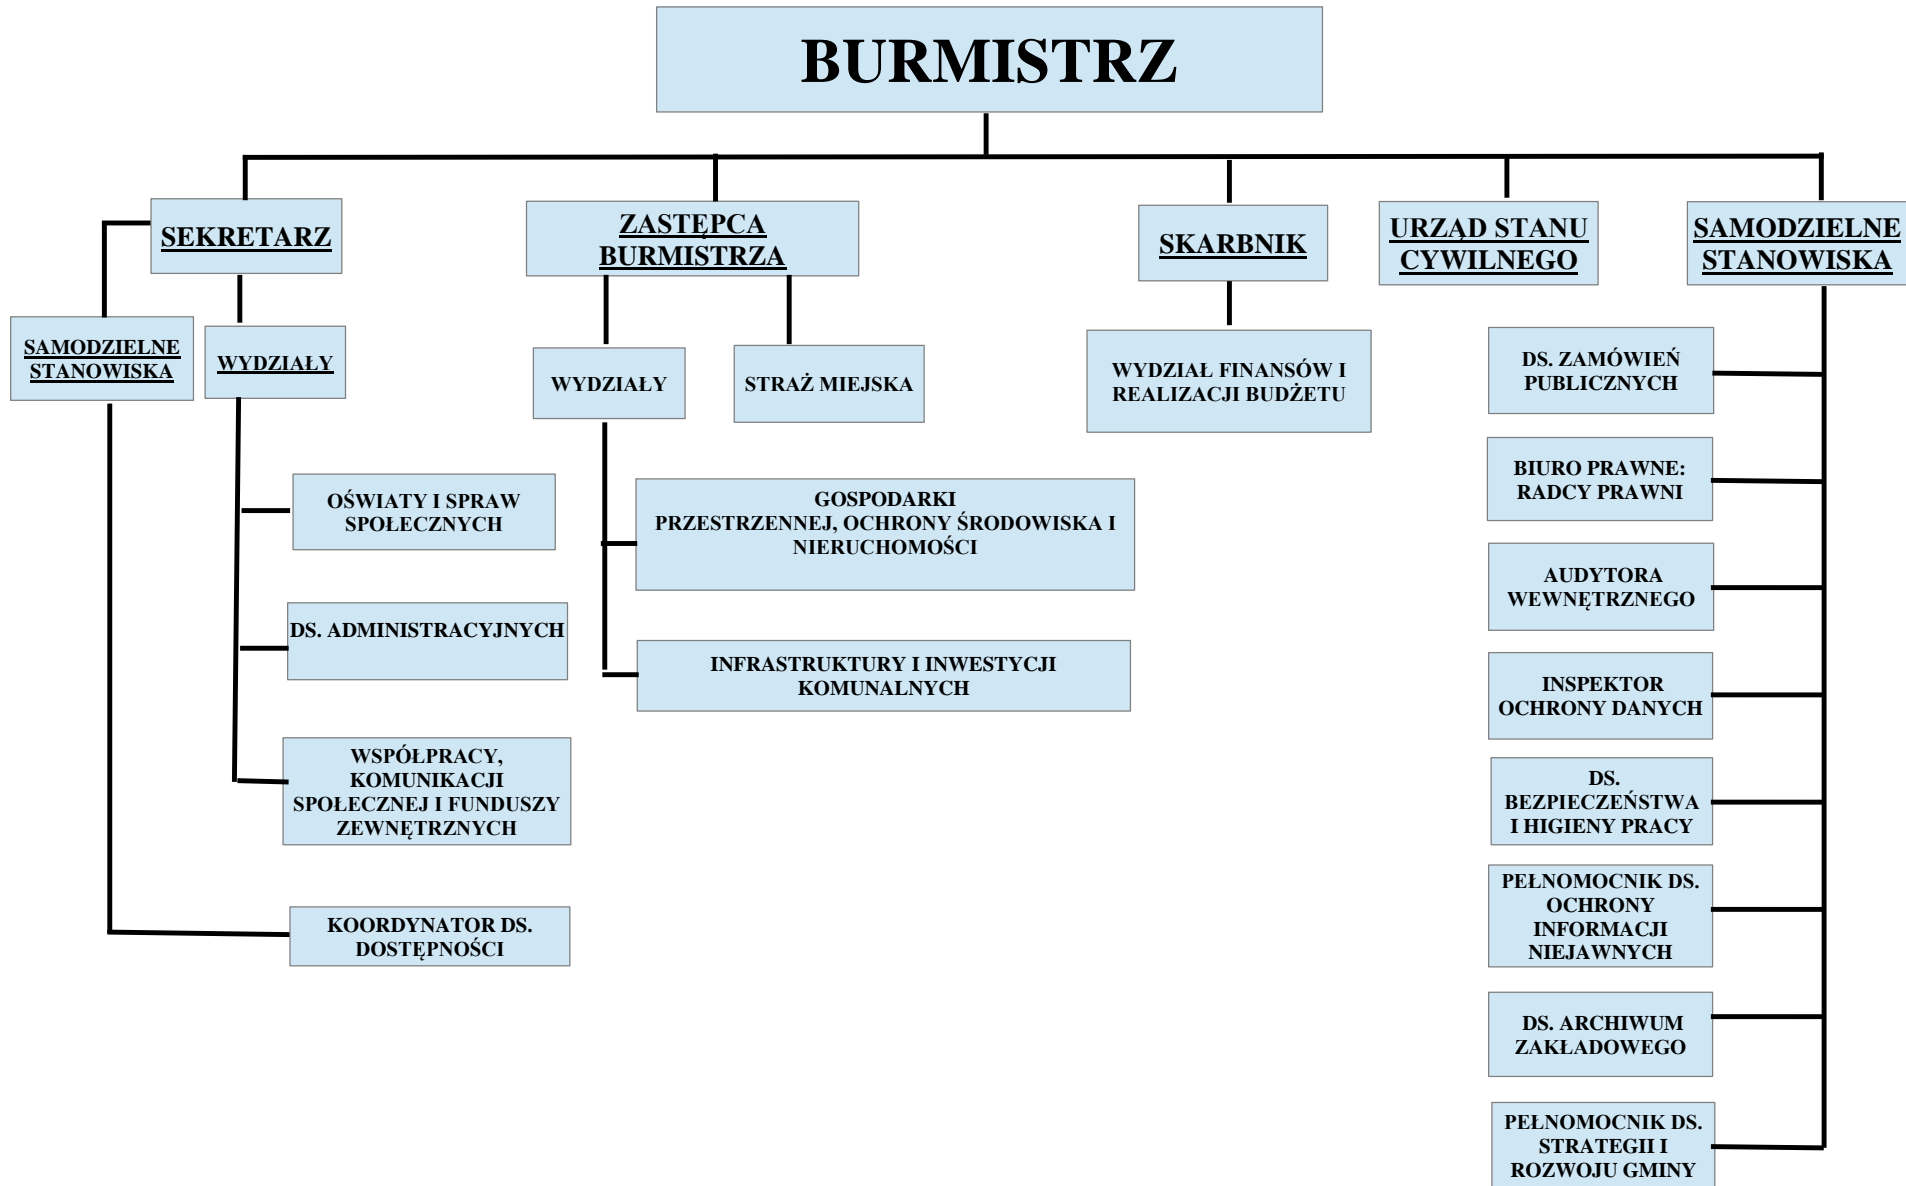 BURMISTRZ
SEKRETARZ
ZASTĘPCA
BURMISTRZA
SKARBNIK
URZĄD STANU
CYWILNEGO
SAMODZIELNE
STANOWISKA
SAMODZIELNE
STANOWISKA
WYDZIAŁY
WYDZIAŁY
STRAŻ MIEJSKA
WYDZIAŁ FINANSÓW I
REALIZACJI BUDŻETU
OŚWIATY I SPRAW
SPOŁECZNYCH
DS. ADMINISTRACYJNYCH
WSPÓŁPRACY,
KOMUNIKACJI
SPOŁECZNEJ I FUNDUSZY
ZEWNĘTRZNYCH
KOORDYNATOR DS.
DOSTĘPNOŚCI
GOSPODARKI
PRZESTRZENNEJ, OCHRONY ŚRODOWISKA I
NIERUCHOMOŚCI
INFRASTRUKTURY I INWESTYCJI
KOMUNALNYCH
DS. ZAMÓWIEŃ
PUBLICZNYCH
BIURO PRAWNE:
RADCY PRAWNI
AUDYTORA
WEWNĘTRZNEGO
INSPEKTOR
OCHRONY DANYCH
DS.
BEZPIECZEŃSTWA
I HIGIENY PRACY
PEŁNOMOCNIK DS.
OCHRONY
INFORMACJI
NIEJAWNYCH
DS. ARCHIWUM
ZAKŁADOWEGO
PEŁNOMOCNIK DS.
STRATEGII I
ROZWOJU GMINY